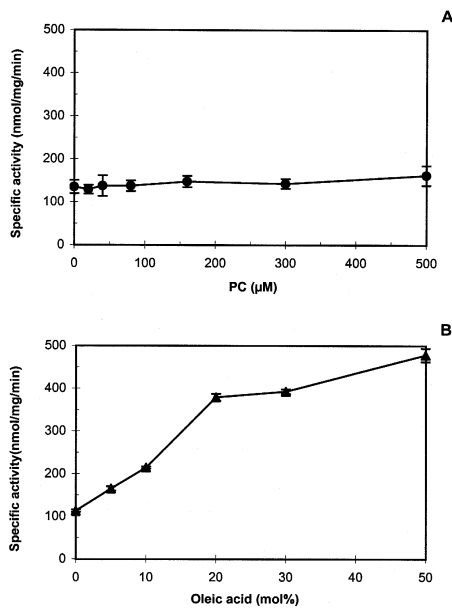 A
500
400
300
200
100
0
Specific activity (nmol/mg/min)
0 100 200 300 400 500
PC (µM)
B
500
400
300
200
100
0
Specific activity(nmol/mg/min)
0 10 20 30 40 50
Oleic acid (mol%)